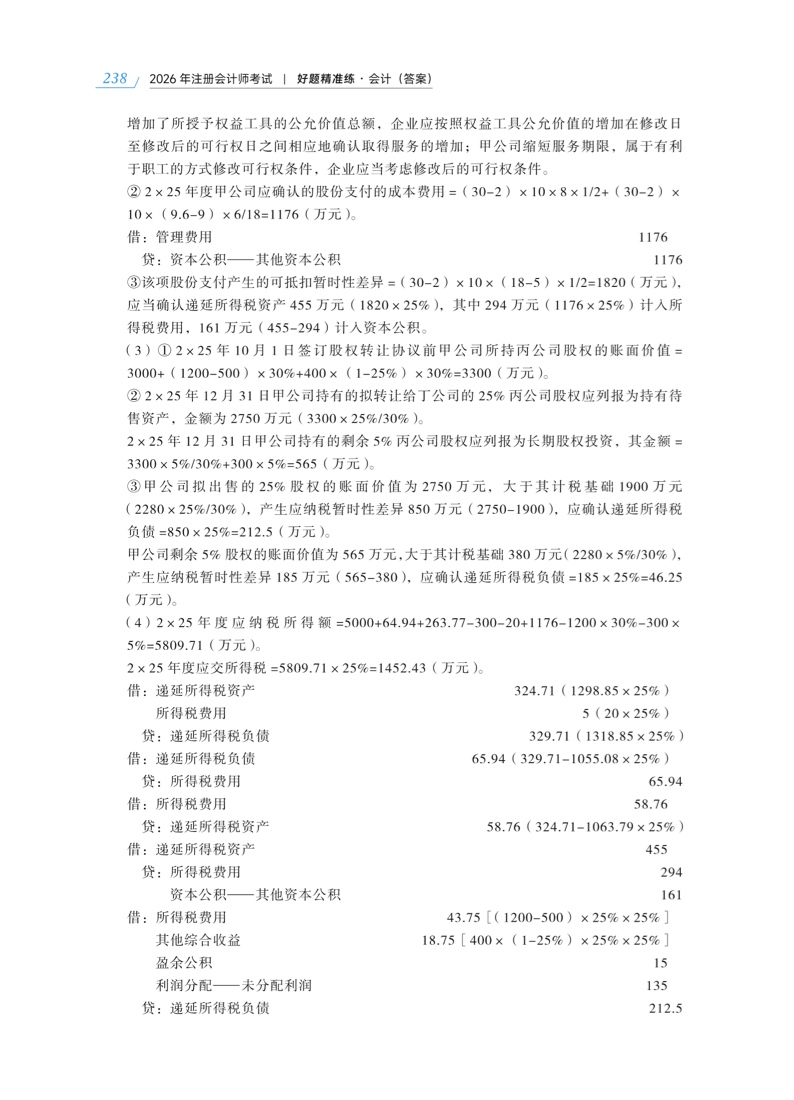 238 2026 年注册会计师考试 | 好题精准练·会计（答案）
增加了所授予权益工具的公允价值总额，企业应按照权益工具公允价值的增加在修改日
至修改后的可行权日之间相应地确认取得服务的增加；甲公司缩短服务期限，属于有利
于职工的方式修改可行权条件，企业应当考虑修改后的可行权条件。
② 2×25 年度甲公司应确认的股份支付的成本费用 =（30-2）×10×8×1/2+（30-2）×
10×（9.6-9）×6/18=1176（万元）。
借：管理费用 1176
贷：资本公积——其他资本公积 1176
③该项股份支付产生的可抵扣暂时性差异 =（30-2）×10×（18-5）×1/2=1820（万元），
应当确认递延所得税资产 455 万元（1820×25%），其中 294 万元（1176×25%）计入所
得税费用，161 万元（455-294）计入资本公积。
（3）① 2×25 年 10 月 1 日签订股权转让协议前甲公司所持丙公司股权的账面价值 =
3000+（1200-500）×30%+400×（1-25%）×30%=3300（万元）。
② 2×25 年 12 月 31 日甲公司持有的拟转让给丁公司的 25% 丙公司股权应列报为持有待
售资产，金额为 2750 万元（3300×25%/30%）。
2×25 年 12 月 31 日甲公司持有的剩余 5% 丙公司股权应列报为长期股权投资，其金额 =
3300×5%/30%+300×5%=565（万元）。
③甲公司拟出售的 25% 股权的账面价值为 2750 万元，大于其计税基础 1900 万元
（2280×25%/30%），产生应纳税暂时性差异 850 万元（2750-1900），应确认递延所得税
负债 =850×25%=212.5（万元）。
甲公司剩余 5% 股权的账面价值为 565 万元，大于其计税基础 380 万元（2280×5%/30%），
产生应纳税暂时性差异 185 万元（565-380），应确认递延所得税负债 =185×25%=46.25
（万元）。
（4）2×25 年度应纳税所得额 =5000+64.94+263.77-300-20+1176-1200×30%-300×
5%=5809.71（万元）。
2×25 年度应交所得税 =5809.71×25%=1452.43（万元）。
借：递延所得税资产 324.71（1298.85×25%）
所得税费用 5（20×25%）
贷：递延所得税负债 329.71（1318.85×25%）
借：递延所得税负债 65.94（329.71-1055.08×25%）
贷：所得税费用 65.94
借：所得税费用 58.76
贷：递延所得税资产 58.76（324.71-1063.79×25%）
借：递延所得税资产 455
贷：所得税费用 294
资本公积——其他资本公积 161
借：所得税费用 43.75［（1200-500）×25%×25%］
其他综合收益 18.75［400×（1-25%）×25%×25%］
盈余公积 15
利润分配——未分配利润 135
贷：递延所得税负债 212.5